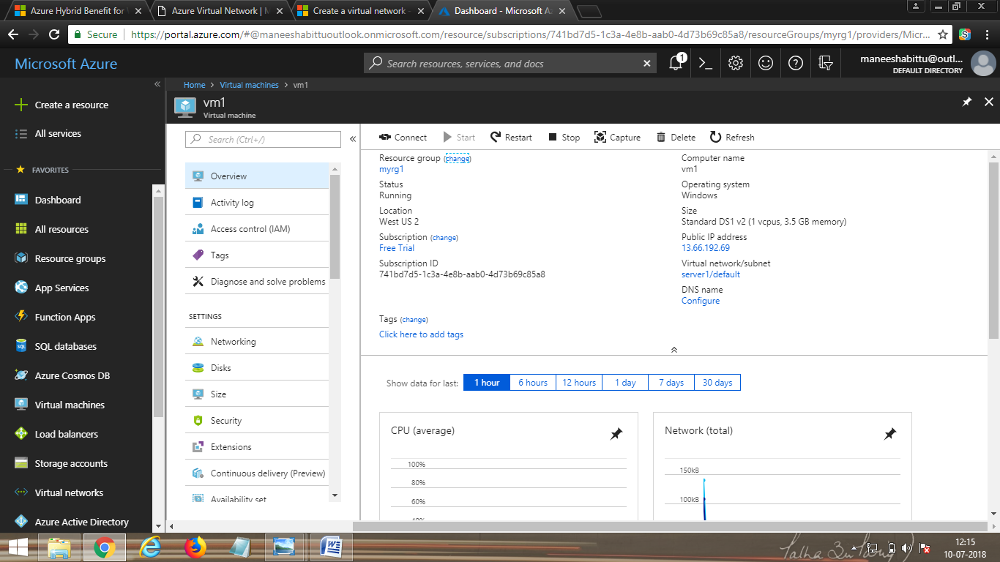 Azure Hybrid Benefit for
Azure Virtual Network | M
Create a virtual network -
Dashboard - Microsoft Az
Secure
https://portal.azure.com/#@maneeshabittuoutlook.onmicrosoft.com/resource/subscriptions/741bd7d5-1c3a-4e8b-aab0-4d73b69c85a8/resourceGroups/myrg1/providers/Micr...
Microsoft Azure
Search resources, services, and docs
1
maneeshabittu@outl...
DEFAULT DIRECTORY
Create a resource
All services
FAVORITES
Dashboard
All resources
Resource groups
App Services
Function Apps
SQL databases
Azure Cosmos DB
Virtual machines
Load balancers
Storage accounts
Virtual networks
Azure Active Directory
Home > Virtual machines > vm1
vm1
Virtual machine
Search (Ctrl+/)
Overview
Activity log
Access control (IAM)
Tags
Diagnose and solve problems
SETTINGS
Networking
Disks
Size
Security
Extensions
Continuous delivery (Preview)
Availability set
Connect Start Restart Stop Capture Delete Refresh
Resource group (change)
myrg1
Status
Running
Location
West US 2
Subscription (change)
Free Trial
Subscription ID
741bd7d5-1c3a-4e8b-aab0-4d73b69c85a8
Computer name
vm1
Operating system
Windows
Size
Standard DS1 v2 (1 vcpus, 3.5 GB memory)
Public IP address
13.66.192.69
Virtual network/subnet
server1/default
DNS name
Configure
Tags (change)
Click here to add tags
Show data for last: 1 hour 6 hours 12 hours 1 day 7 days 30 days
CPU (average)
100%
80%
60%
40%
Network (total)
150kB
100kB
12:15
10-07-2018